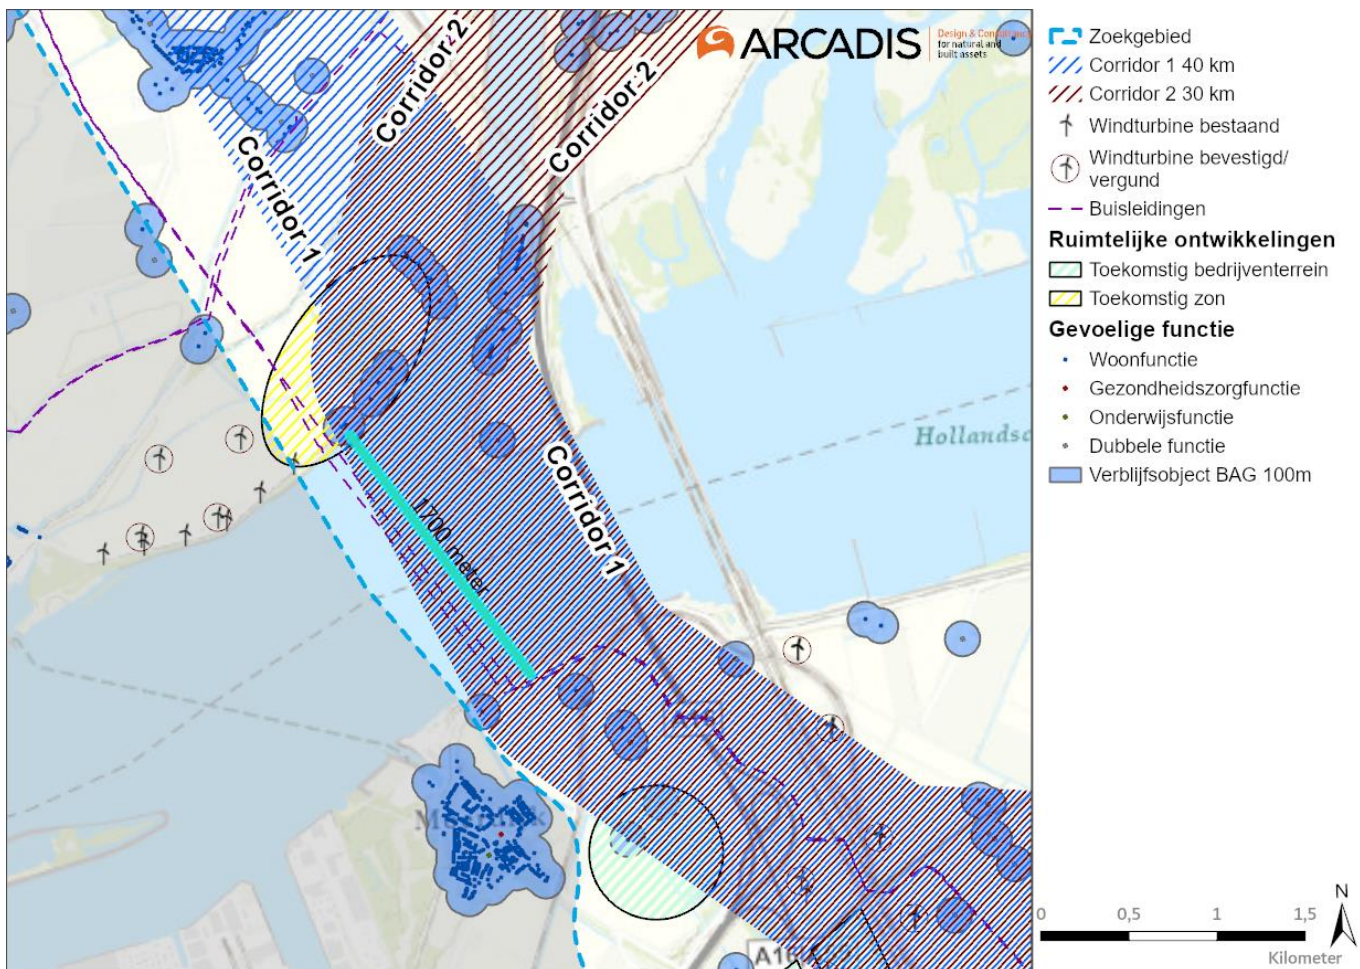 ARCADIS
Design & Consultancy
for natural and
built assets
Corridor 2
Corridor 2
Corridor 1
Hollandsc
Corridor 1
1700 meter
A16
Zoekgebied
Corridor 1 40 km
Corridor 2 30 km
Windturbine bestaand
Windturbine bevestigd/
vergund
Buisleidingen
Ruimtelijke ontwikkelingen
Toekomstig bedrijventerrein
Toekomstig zon
Gevoelige functie
Woonfunctie
Gezondheidszorgfunctie
Onderwijsfunctie
Dubbele functie
Verblijfsobject BAG 100m
N
0 0,5 1 1,5
Kilometer